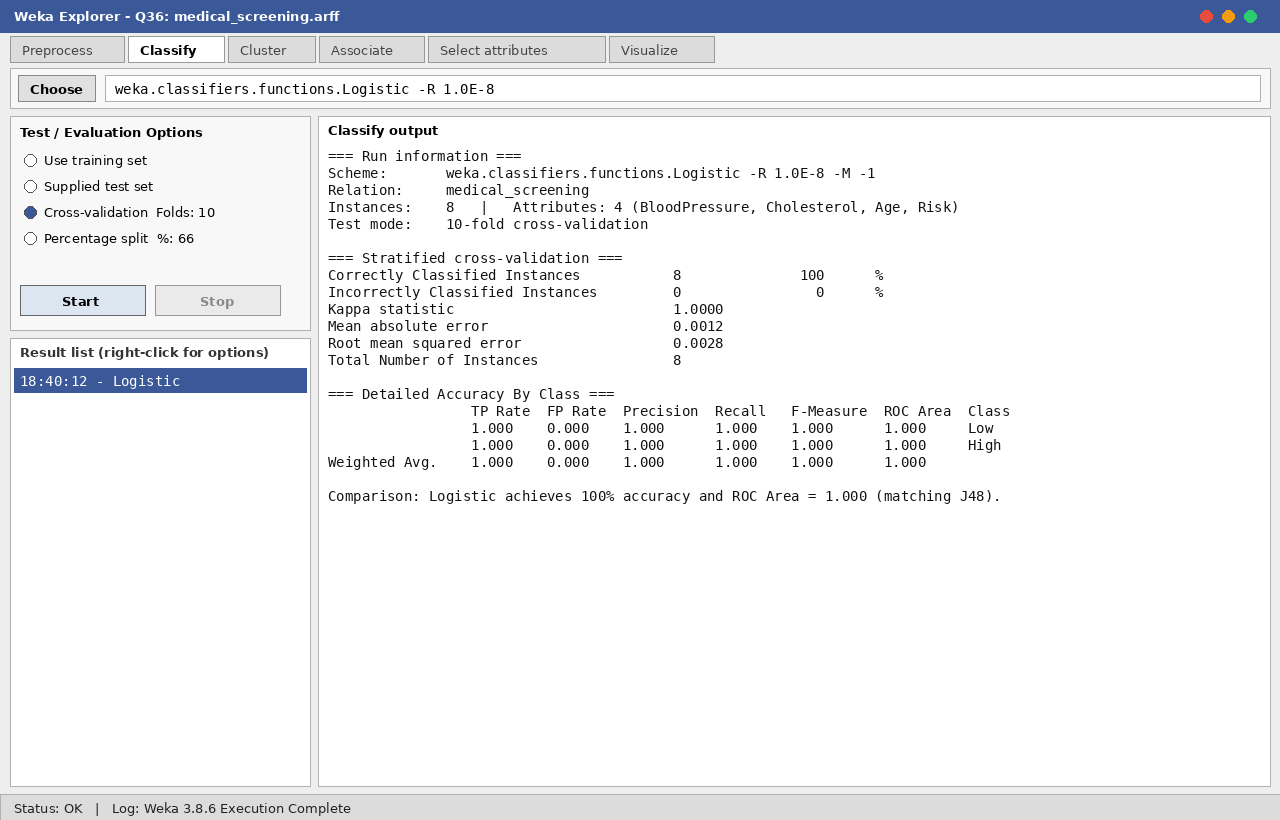 Weka Explorer - Q36: medical_screening.arff
Preprocess Classify Cluster Associate Select attributes Visualize
Choose weka.classifiers.functions.Logistic -R 1.0E-8
Test / Evaluation Options
Use training set
Supplied test set
Cross-validation Folds: 10
Percentage split %: 66
Start Stop
Result list (right-click for options)
18:40:12 - Logistic
Classify output
=== Run information ===
Scheme: weka.classifiers.functions.Logistic -R 1.0E-8 -M -1
Relation: medical_screening
Instances: 8 | Attributes: 4 (BloodPressure, Cholesterol, Age, Risk)
Test mode: 10-fold cross-validation
=== Stratified cross-validation ===
Correctly Classified Instances 8 100 %
Incorrectly Classified Instances 0 0 %
Kappa statistic 1.0000
Mean absolute error 0.0012
Root mean squared error 0.0028
Total Number of Instances 8
=== Detailed Accuracy By Class ===
TP Rate FP Rate Precision Recall F-Measure ROC Area Class
1.000 0.000 1.000 1.000 1.000 1.000 Low
1.000 0.000 1.000 1.000 1.000 1.000 High
Weighted Avg. 1.000 0.000 1.000 1.000 1.000 1.000
Comparison: Logistic achieves 100% accuracy and ROC Area = 1.000 (matching J48).
Status: OK | Log: Weka 3.8.6 Execution Complete